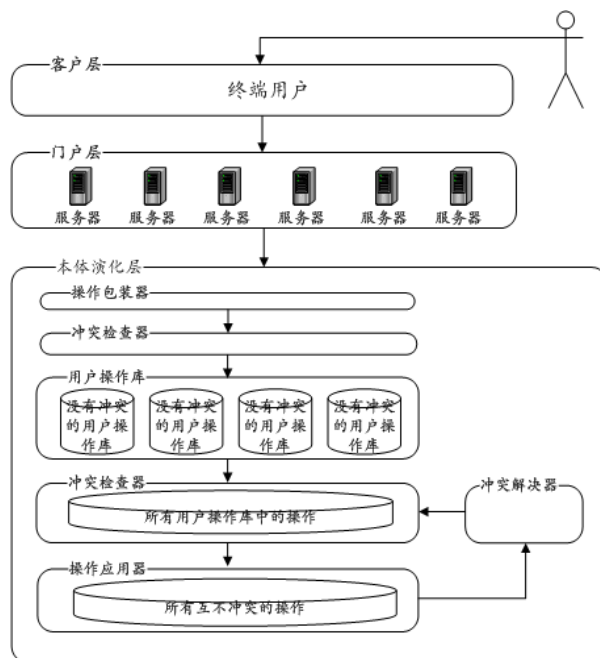 客户层
终端用户
门户层
服务器 服务器 服务器 服务器 服务器 服务器
本体演化层
操作包装器
冲突检查器
用户操作库
没有冲突 没有冲突 没有冲突 没有冲突
的用户操 的用户操 的用户操 的用户操
作库 作库 作库 作库
冲突检查器
冲突解决器
所有用户操作库中的操作
操作应用器
所有互不冲突的操作